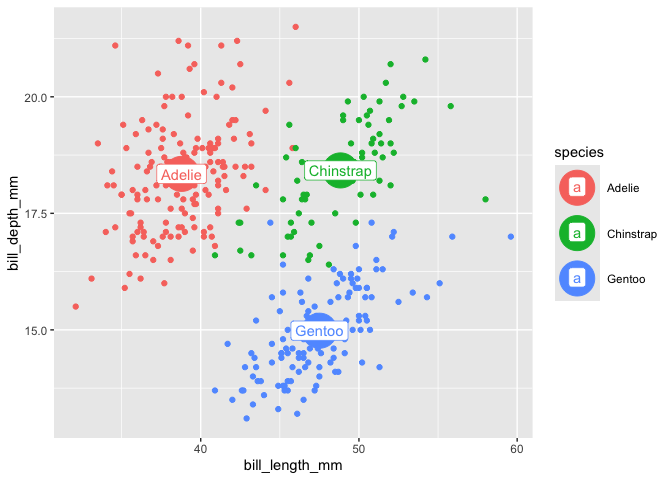 20.0
17.5
15.0
bill_depth_mm
Adelie
Chinstrap
Gentoo
40
50
60
bill_length_mm
species
a Adelie
a Chinstrap
a Gentoo